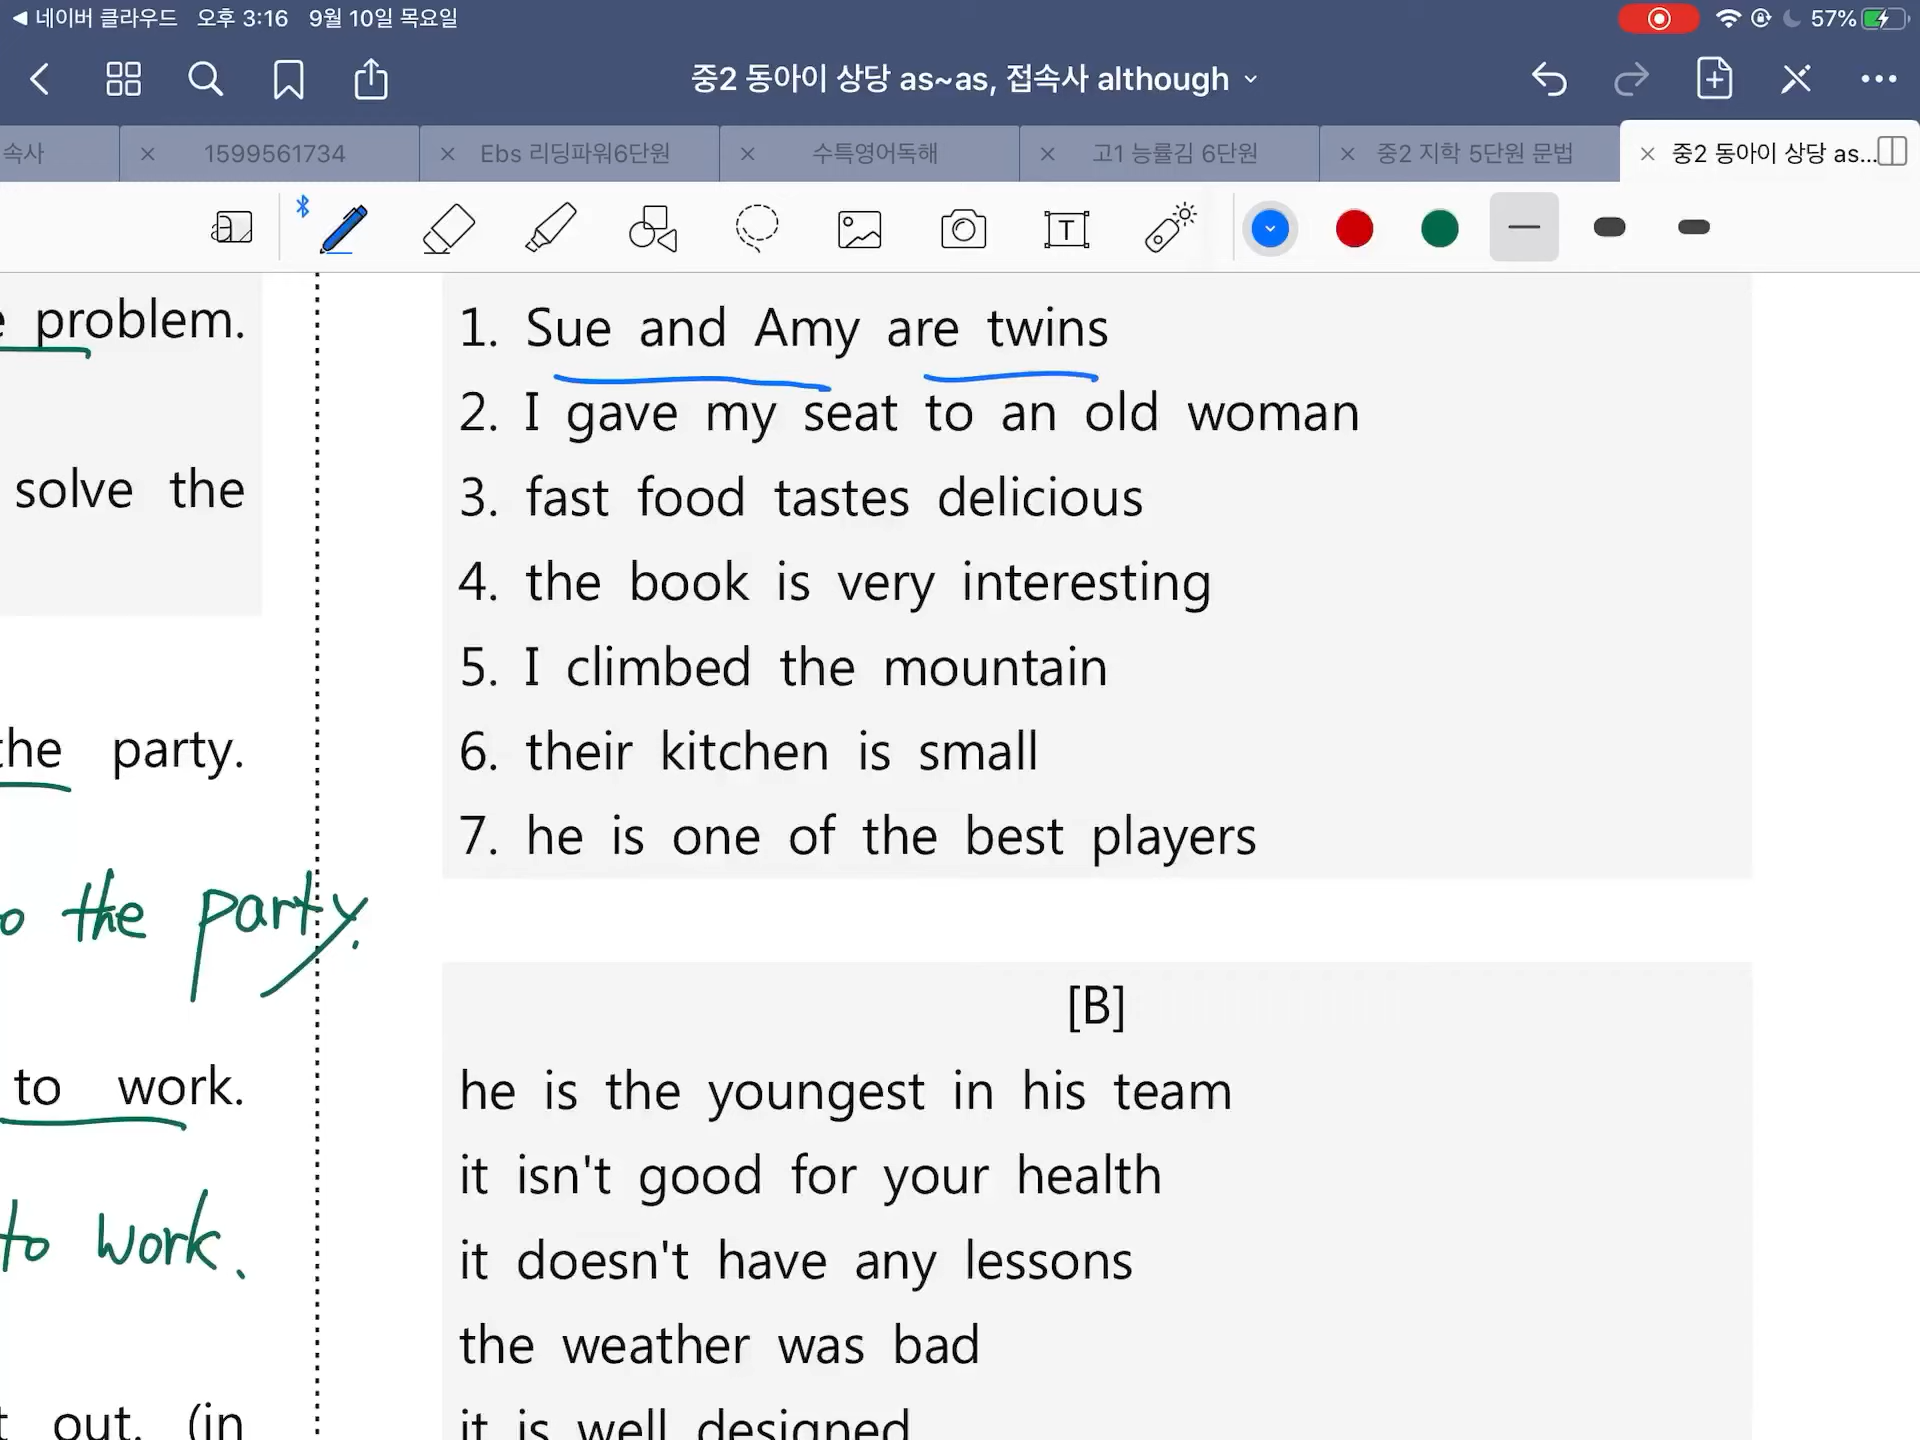 ◀ 네이버 클라우드 오후 3:16 9월 10일 목요일 57%
중2 동아이 상당 as~as, 접속사 although
속사 1599561734 Ebs 리딩파워6단원 수특영어독해 고1 능률김 6단원 중2 지학 5단원 문법 중2 동아이 상당 as...
problem.
solve the
the party.
the party.
to work.
to work.
out. (in
1. Sue and Amy are twins
2. I gave my seat to an old woman
3. fast food tastes delicious
4. the book is very interesting
5. I climbed the mountain
6. their kitchen is small
7. he is one of the best players
[B]
he is the youngest in his team
it isn't good for your health
it doesn't have any lessons
the weather was bad
it is well designed